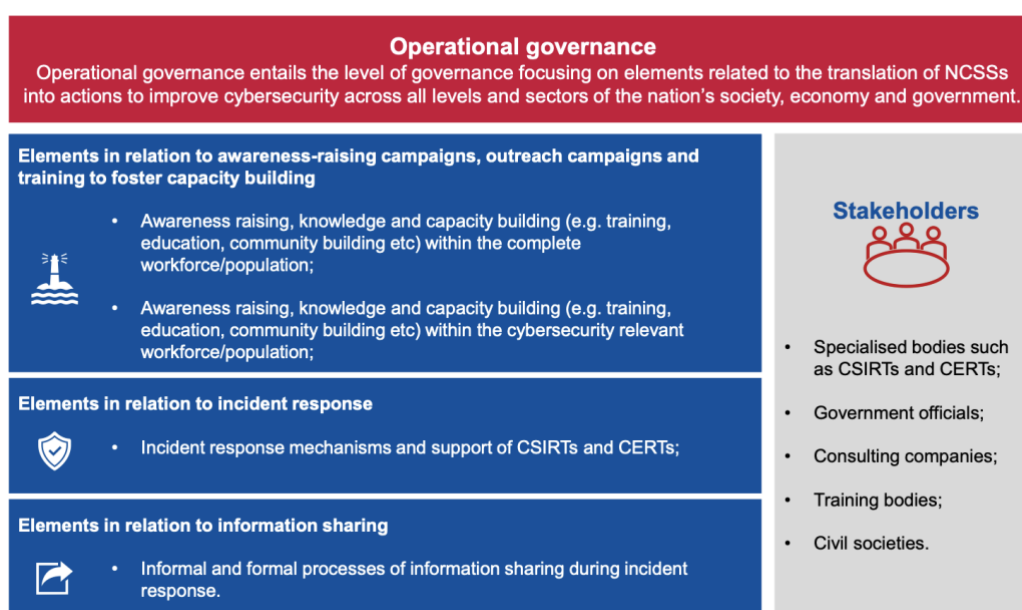 Operational governance
Operational governance entails the level of governance focusing on elements related to the translation of NCSSs
into actions to improve cybersecurity across all levels and sectors of the nation's society, economy and government.
Elements in relation to awareness-raising campaigns, outreach campaigns and
training to foster capacity building
• Awareness raising, knowledge and capacity building (e.g. training,
education, community building etc) within the complete
workforce/population;
• Awareness raising, knowledge and capacity building (e.g. training,
education, community building etc) within the cybersecurity relevant
workforce/population;
Elements in relation to incident response
• Incident response mechanisms and support of CSIRTs and CERTs;
Elements in relation to information sharing
• Informal and formal processes of information sharing during incident
response.
Stakeholders
• Specialised bodies such
as CSIRTs and CERTs;
• Government officials;
• Consulting companies;
• Training bodies;
• Civil societies.